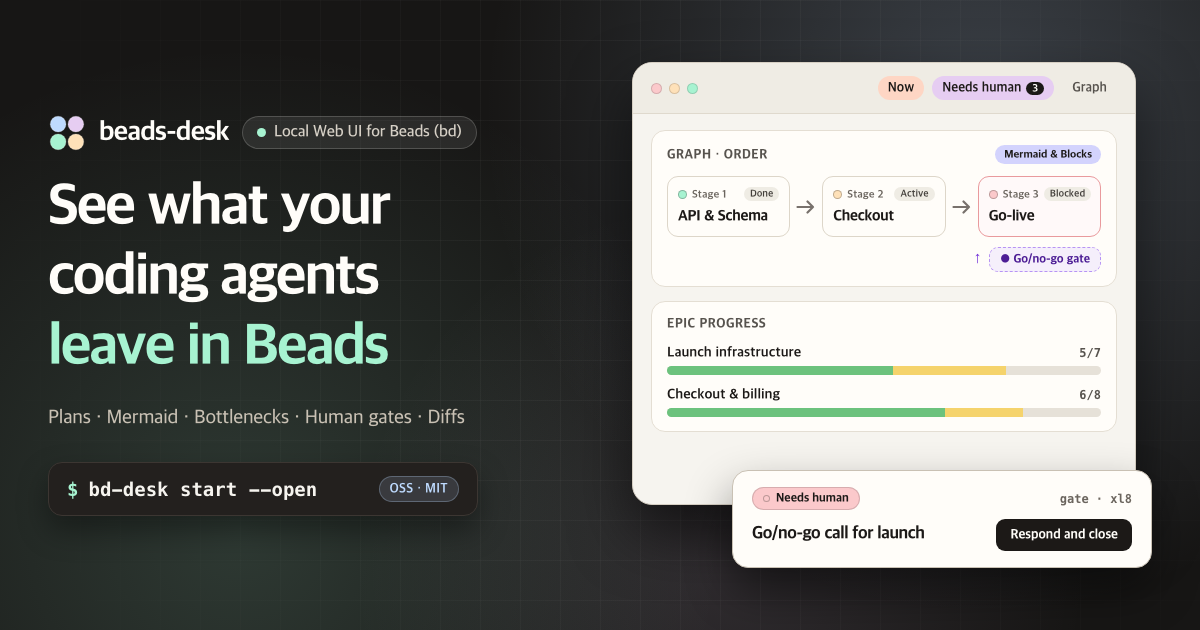 beads-desk
Local Web UI for Beads (bd)
See what your
coding agents
leave in Beads
Plans · Mermaid · Bottlenecks · Human gates · Diffs
$ bd-desk start --open
OSS · MIT
Now
Needs human 3
Graph
GRAPH · ORDER
Mermaid & Blocks
Stage 1 Done
API & Schema
→
Stage 2 Active
Checkout
→
Stage 3 Blocked
Go-live
↑ Go/no-go gate
EPIC PROGRESS
Launch infrastructure 5/7
Checkout & billing 6/8
Needs human
gate · xl8
Go/no-go call for launch
Respond and close